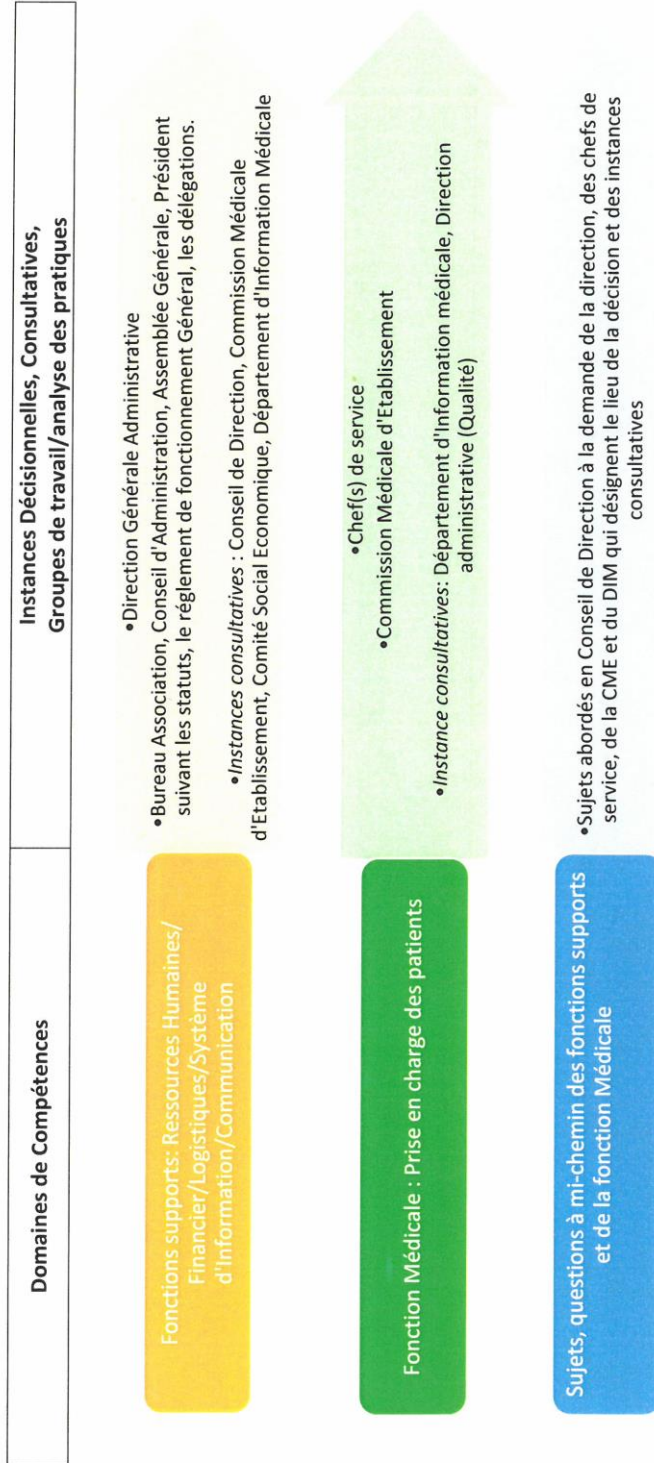 Domaines de Compétences
Instances Décisionnelles, Consultatives,
Groupes de travail/analyse des pratiques
Fonctions supports: Ressources Humaines/
Financier/Logistiques/Système
d'Information/Communication
•Direction Générale Administrative
•Bureau Association, Conseil d'Administration, Assemblée Générale, Président
suivant les statuts, le réglement de fonctionnement Général, les délégations.
•Instances consultatives : Conseil de Direction, Commission Médicale
d'Etablissement, Comité Social Economique, Département d'Information Médicale
Fonction Médicale : Prise en charge des patients
•Chef(s) de service
•Commission Médicale d'Etablissement
•Instance consultatives: Département d'Information médicale, Direction
administrative (Qualité)
Sujets, questions à mi-chemin des fonctions supports
et de la fonction Médicale
•Sujets abordés en Conseil de Direction à la demande de la direction, des chefs de
service, de la CME et du DIM qui désignent le lieu de la décision et des instances
consultatives